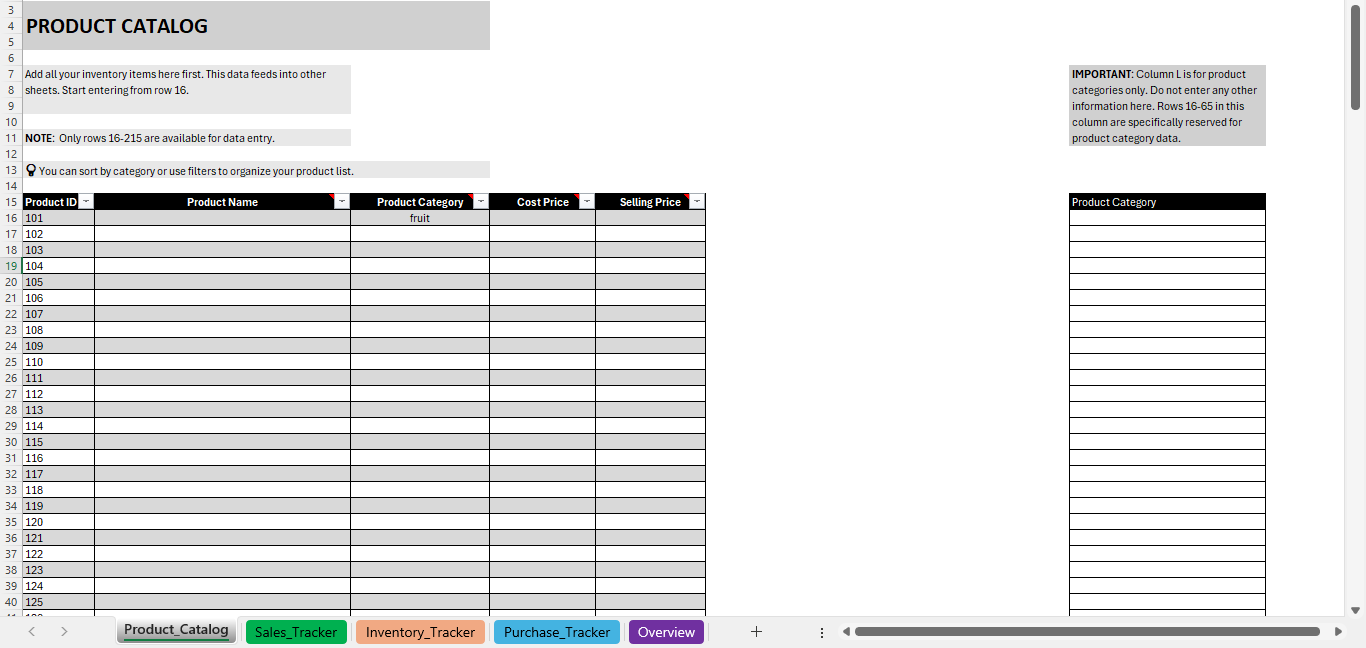 3
4 PRODUCT CATALOG
5
6
7 Add all your inventory items here first. This data feeds into other IMPORTANT: Column L is for product
8 sheets. Start entering from row 16. categories only. Do not enter any other
9 information here. Rows 16-65 in this
10 column are specifically reserved for
11 NOTE: Only rows 16-215 are available for data entry. product category data.
12
13 You can sort by category or use filters to organize your product list.
14
15 Product ID Product Name Product Category Cost Price Selling Price Product Category
16 101 fruit
17 102
18 103
19 104
20 105
21 106
22 107
23 108
24 109
25 110
26 111
27 112
28 113
29 114
30 115
31 116
32 117
33 118
34 119
35 120
36 121
37 122
38 123
39 124
40 125
Product_Catalog Sales_Tracker Inventory_Tracker Purchase_Tracker Overview